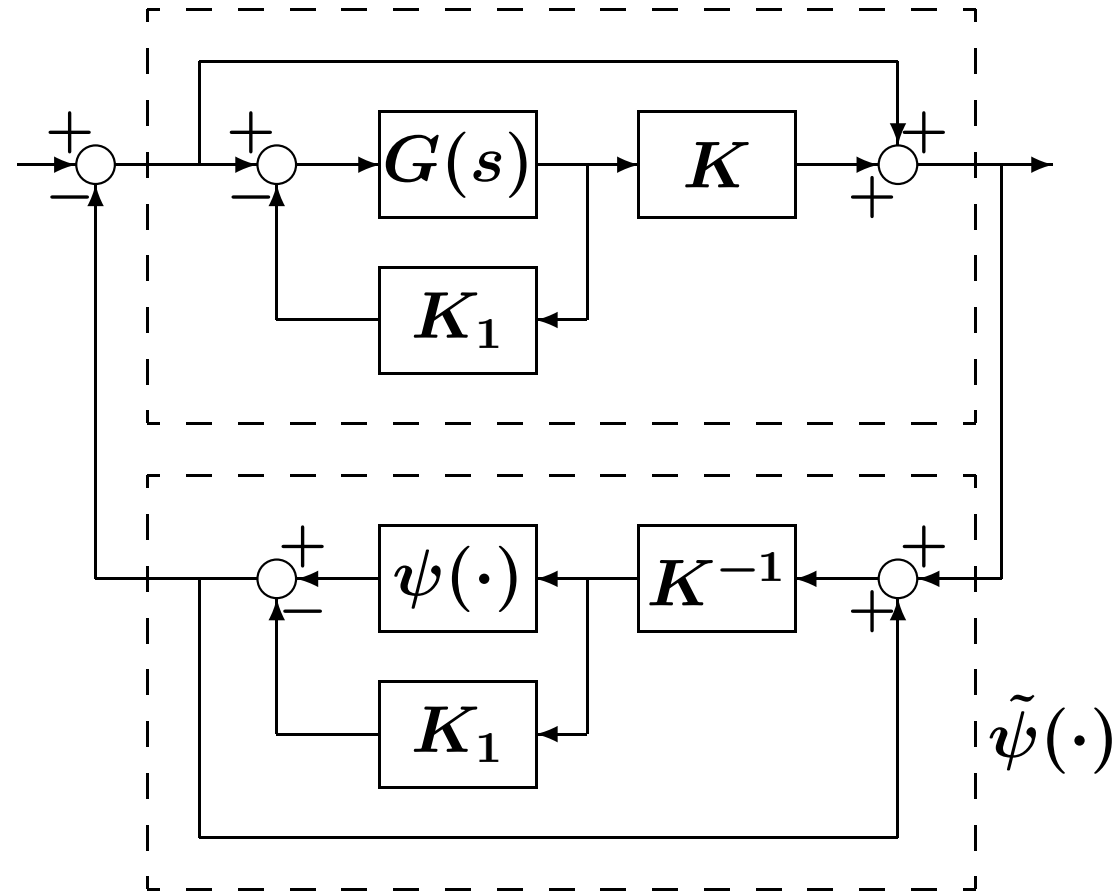 + + G(s) K +
− − +
K₁
+ ψ(·) K⁻¹ +
− +
K₁
ψ̃(·)